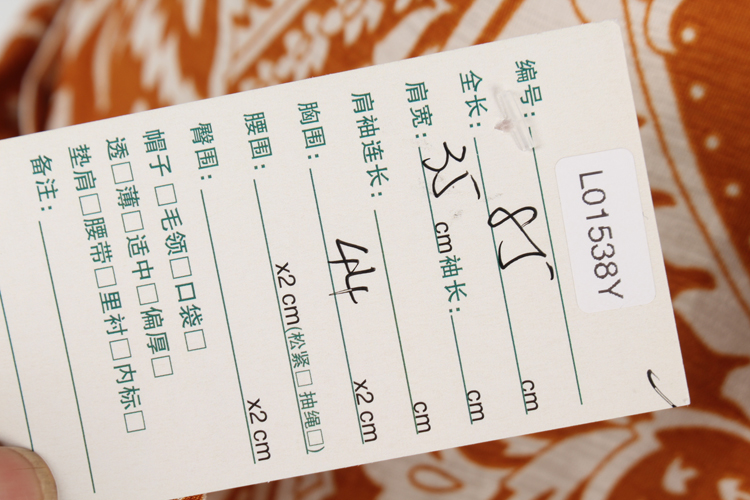 编号:
L01538Y
全长: 85 cm
肩宽: 35 cm 袖长: cm
肩袖连长: cm
胸围: 44 x2 cm
腰围: x2 cm(松紧□ 抽绳□)
臀围: x2 cm
帽子□毛领□口袋□
透□薄□适中□偏厚□
垫肩□腰带□里衬□内标□
备注: